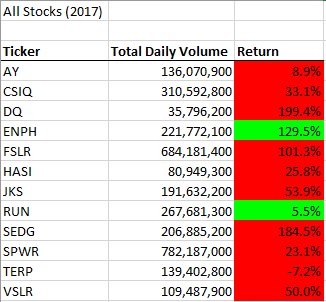 All Stocks (2017)
Ticker Total Daily Volume Return
AY 136,070,900 8.9%
CSIQ 310,592,800 33.1%
DQ 35,796,200 199.4%
ENPH 221,772,100 129.5%
FSLR 684,181,400 101.3%
HASI 80,949,300 25.8%
JKS 191,632,200 53.9%
RUN 267,681,300 5.5%
SEDG 206,885,200 184.5%
SPWR 782,187,000 23.1%
TERP 139,402,800 -7.2%
VSLR 109,487,900 50.0%